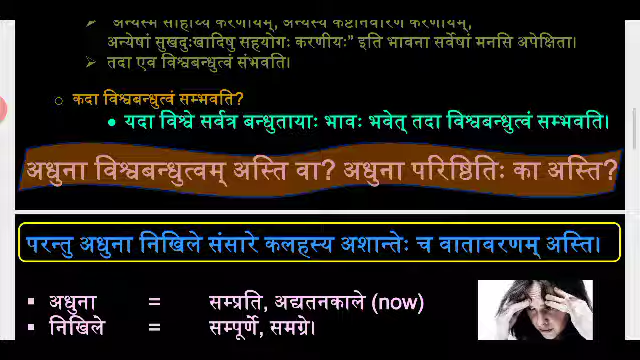 "अन्यस्मै साहाय्यं करणीयम्, अन्यस्य कष्टनिवारणं करणीयम्,
अन्येषां सुखदुःखादिषु सहयोगः करणीयः" इति भावना सर्वेषां मनसि अपेक्षिता।
➢ तदा एव विश्वबन्धुत्वं संभवति।
○ कदा विश्वबन्धुत्वं सम्भवति?
• यदा विश्वे सर्वत्र बन्धुतायाः भावः भवेत् तदा विश्वबन्धुत्वं सम्भवति।
अधुना विश्वबन्धुत्वम् अस्ति वा? अधुना परिष्ठितिः का अस्ति?
परन्तु अधुना निखिले संसारे कलहस्य अशान्तेः च वातावरणम् अस्ति।
▪ अधुना = सम्प्रति, अद्यतनकाले (now)
▪ निखिले = सम्पूर्णे, समग्रे।